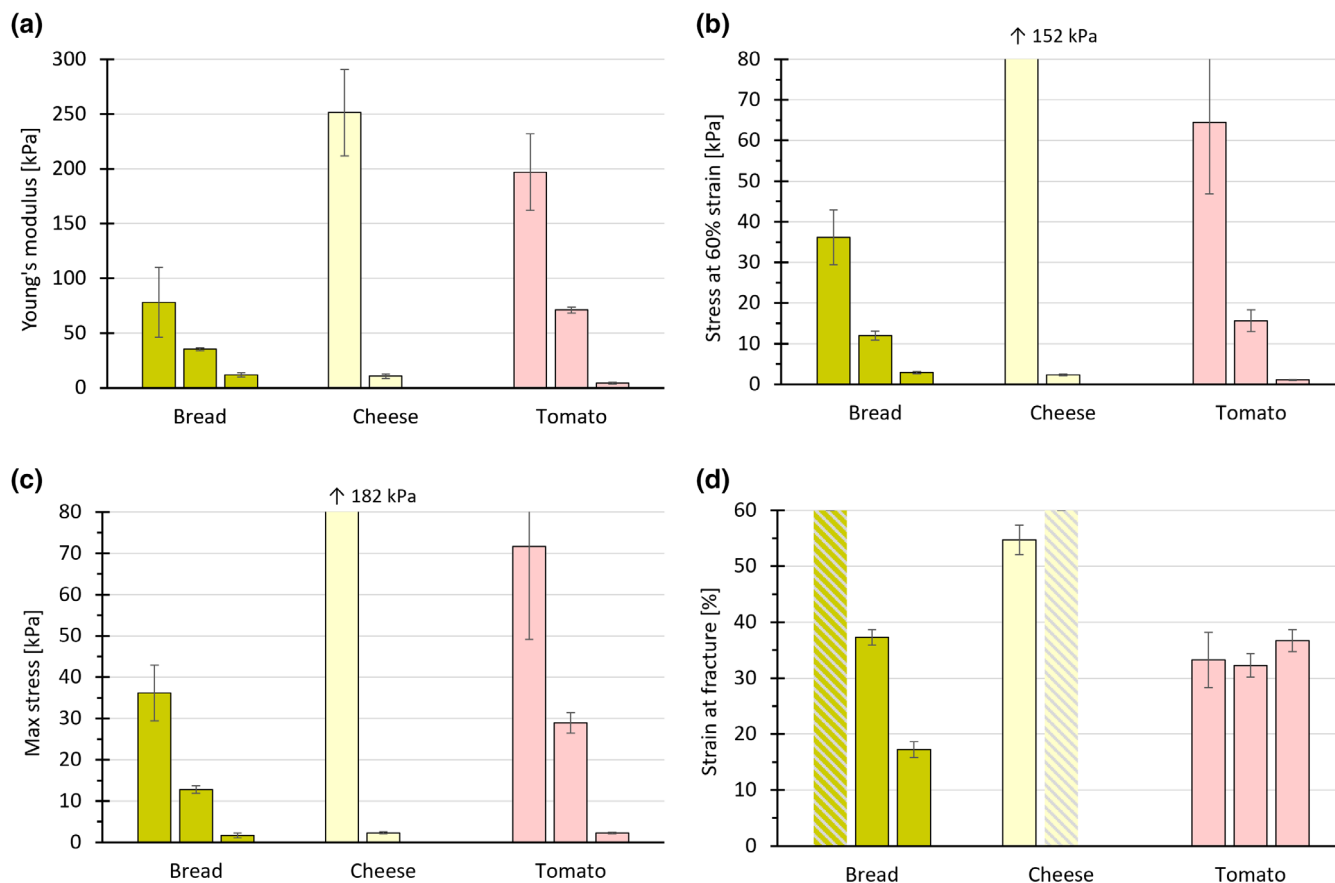 (a)
300
250
200
150
100
50
0
Young's modulus [kPa]
Bread Cheese Tomato
(b)
↑ 152 kPa
80
70
60
50
40
30
20
10
0
Stress at 60% strain [kPa]
Bread Cheese Tomato
(c)
↑ 182 kPa
80
70
60
50
40
30
20
10
0
Max stress [kPa]
Bread Cheese Tomato
(d)
60
50
40
30
20
10
0
Strain at fracture [%]
Bread Cheese Tomato